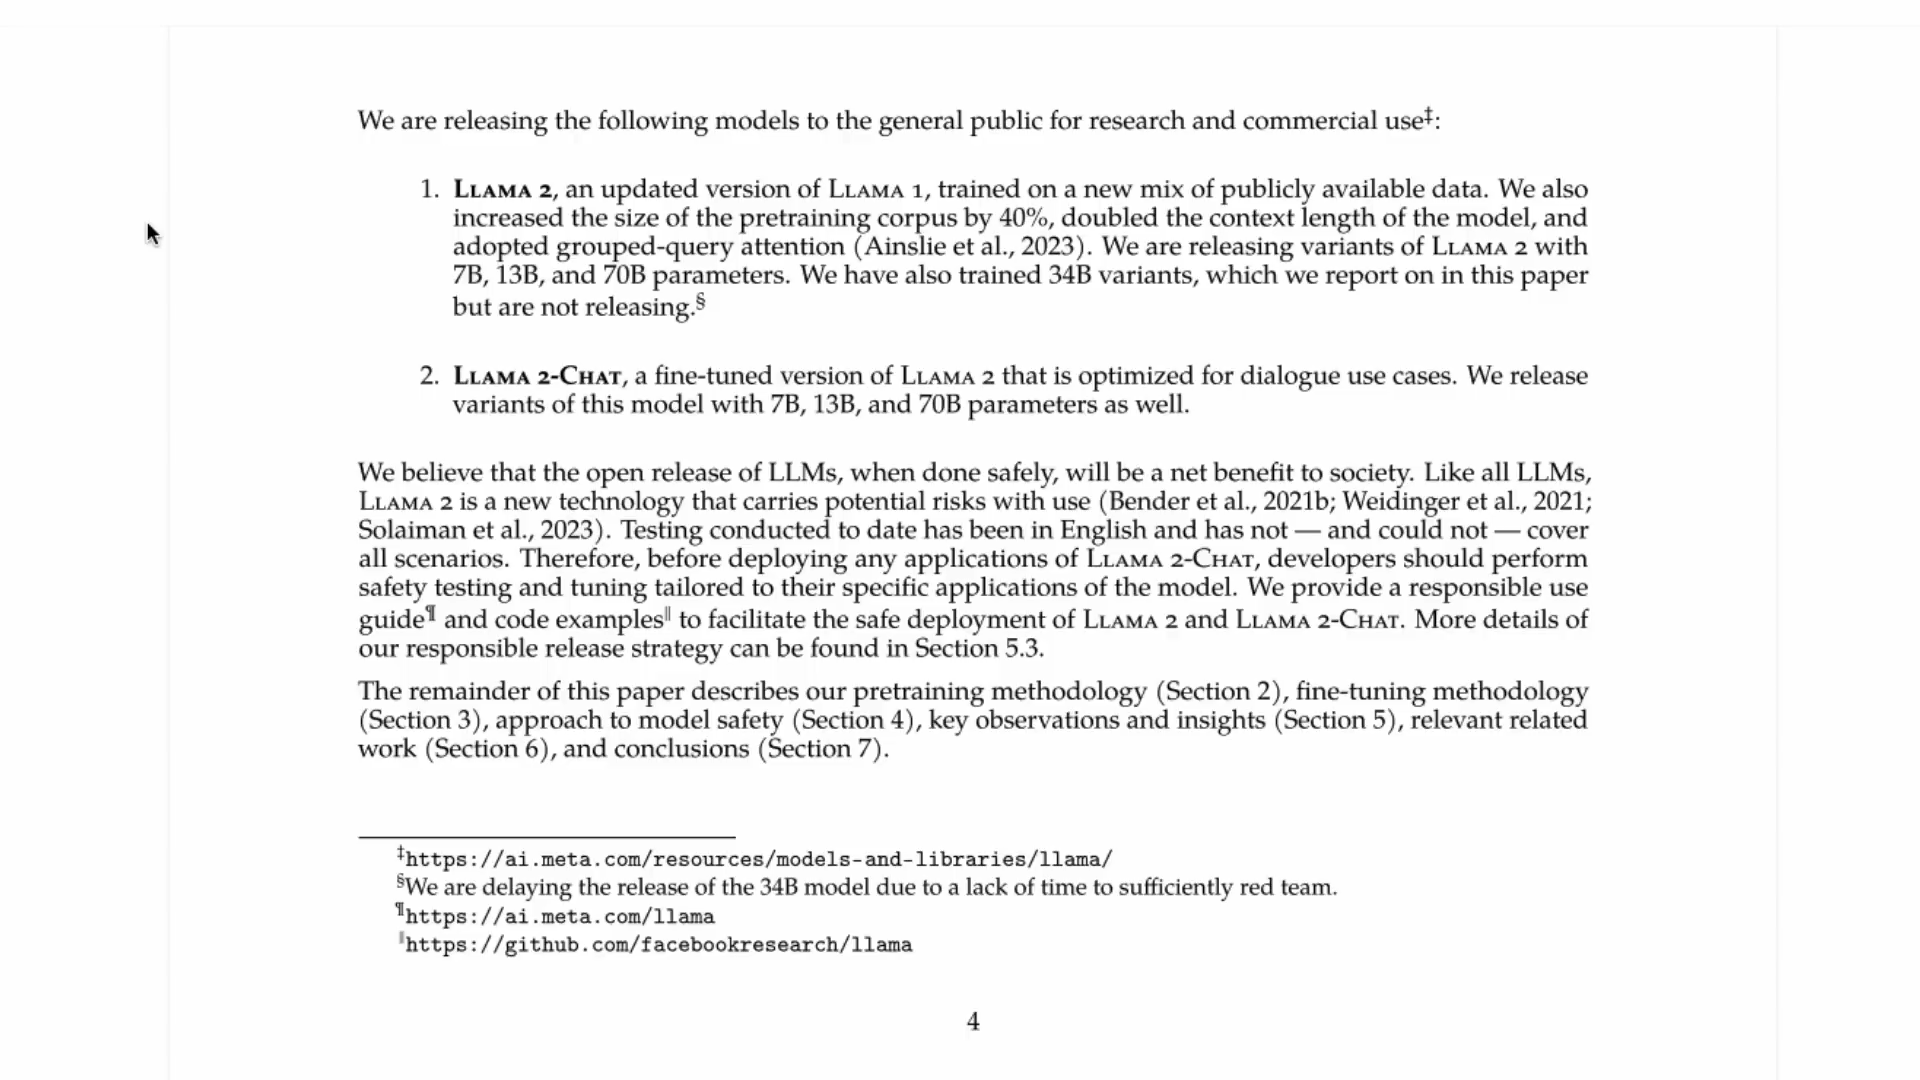 We are releasing the following models to the general public for research and commercial use‡:
1. Llama 2, an updated version of Llama 1, trained on a new mix of publicly available data. We also
increased the size of the pretraining corpus by 40%, doubled the context length of the model, and
adopted grouped-query attention (Ainslie et al., 2023). We are releasing variants of Llama 2 with
7B, 13B, and 70B parameters. We have also trained 34B variants, which we report on in this paper
but are not releasing.§
2. Llama 2-Chat, a fine-tuned version of Llama 2 that is optimized for dialogue use cases. We release
variants of this model with 7B, 13B, and 70B parameters as well.
We believe that the open release of LLMs, when done safely, will be a net benefit to society. Like all LLMs,
Llama 2 is a new technology that carries potential risks with use (Bender et al., 2021b; Weidinger et al., 2021;
Solaiman et al., 2023). Testing conducted to date has been in English and has not — and could not — cover
all scenarios. Therefore, before deploying any applications of Llama 2-Chat, developers should perform
safety testing and tuning tailored to their specific applications of the model. We provide a responsible use
guide¶ and code examples‖ to facilitate the safe deployment of Llama 2 and Llama 2-Chat. More details of
our responsible release strategy can be found in Section 5.3.
The remainder of this paper describes our pretraining methodology (Section 2), fine-tuning methodology
(Section 3), approach to model safety (Section 4), key observations and insights (Section 5), relevant related
work (Section 6), and conclusions (Section 7).
‡https://ai.meta.com/resources/models-and-libraries/llama/
§We are delaying the release of the 34B model due to a lack of time to sufficiently red team.
¶https://ai.meta.com/llama
‖https://github.com/facebookresearch/llama
4